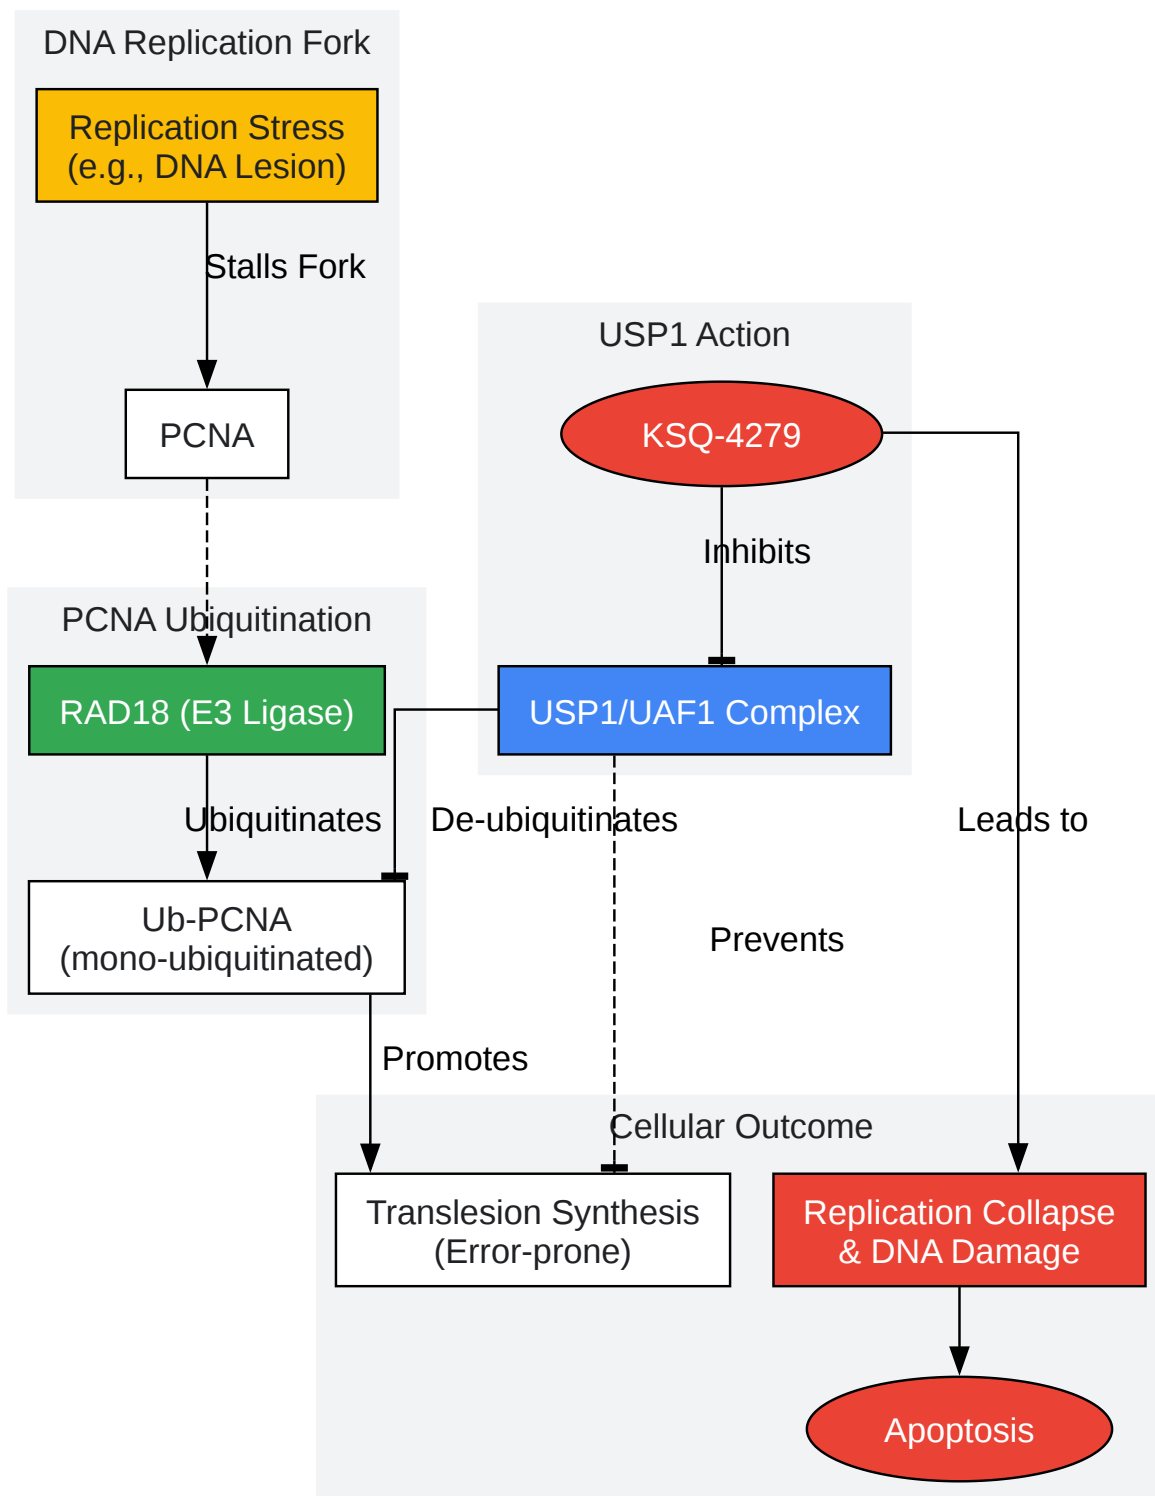 DNA Replication Fork
Replication Stress
(e.g., DNA Lesion)
Stalls Fork
PCNA
USP1 Action
KSQ-4279
Inhibits
PCNA Ubiquitination
RAD18 (E3 Ligase)
USP1/UAF1 Complex
Ubiquitinates
De-ubiquitinates
Leads to
Ub-PCNA
(mono-ubiquitinated)
Prevents
Promotes
Cellular Outcome
Translesion Synthesis
(Error-prone)
Replication Collapse
& DNA Damage
Apoptosis